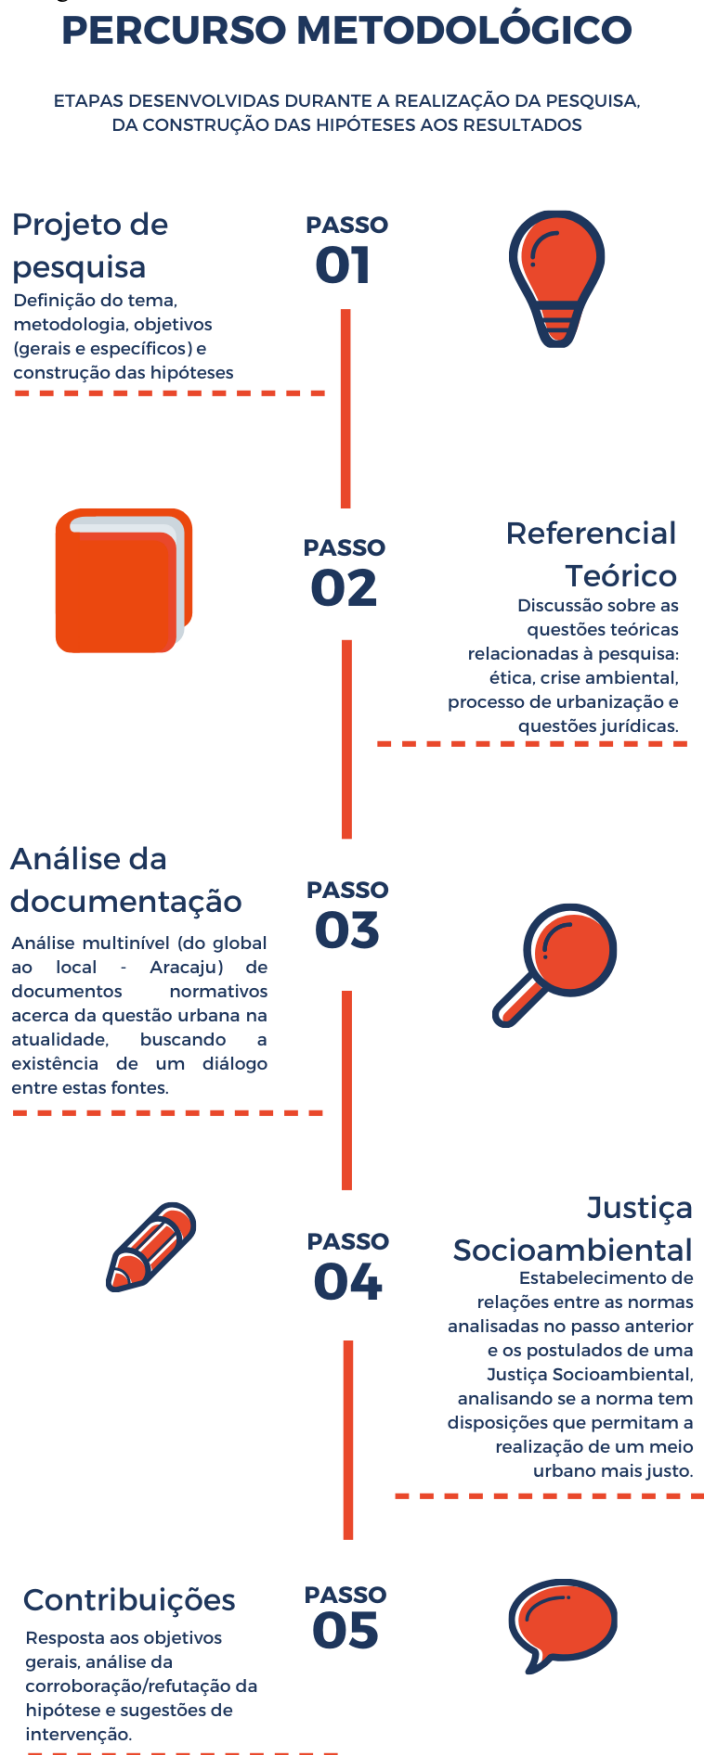 PERCURSO METODOLÓGICO
ETAPAS DESENVOLVIDAS DURANTE A REALIZAÇÃO DA PESQUISA,
DA CONSTRUÇÃO DAS HIPÓTESES AOS RESULTADOS
PASSO
01
Projeto de
pesquisa
Definição do tema,
metodologia, objetivos
(gerais e específicos) e
construção das hipóteses
PASSO
02
Referencial
Teórico
Discussão sobre as
questões teóricas
relacionadas à pesquisa:
ética, crise ambiental,
processo de urbanização e
questões jurídicas.
PASSO
03
Análise da
documentação
Análise multinível (do global
ao local - Aracaju) de
documentos normativos
acerca da questão urbana na
atualidade, buscando a
existência de um diálogo
entre estas fontes.
PASSO
04
Justiça
Socioambiental
Estabelecimento de
relações entre as normas
analisadas no passo anterior
e os postulados de uma
Justiça Socioambiental,
analisando se a norma tem
disposições que permitam a
realização de um meio
urbano mais justo.
PASSO
05
Contribuições
Resposta aos objetivos
gerais, análise da
corroboração/refutação da
hipótese e sugestões de
intervenção.